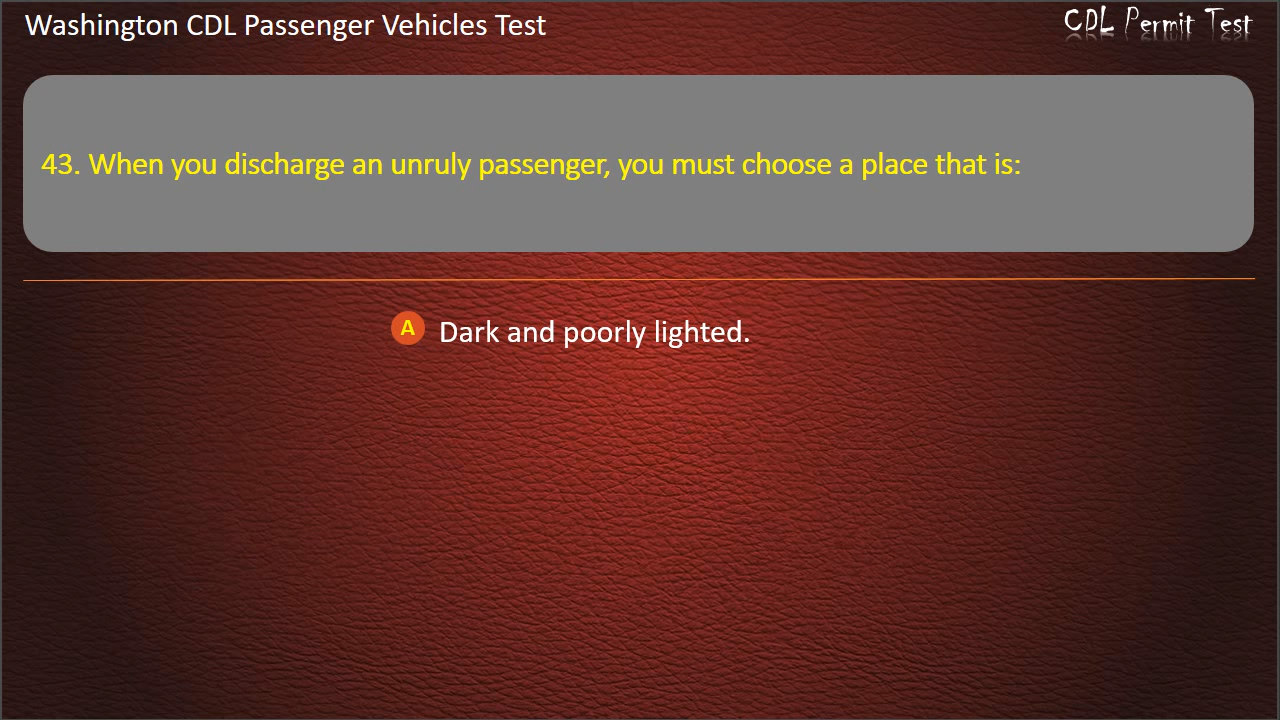 Washington CDL Passenger Vehicles Test
CDL Permit Test
43. When you discharge an unruly passenger, you must choose a place that is:
A Dark and poorly lighted.